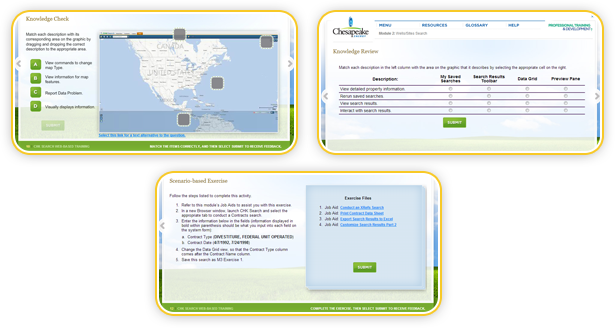 Knowledge Check
Match each description with its
corresponding area on the graphic by
dragging and dropping the correct
description to the appropriate area.
A View commands to change
map Type.
B View information for map
features.
C Report Data Problem.
D Visually displays information
SUBMIT
CANADA
UNITED STATES
Select this link for a text alternative to the question.
MATCH THE ITEMS CORRECTLY, AND THEN SELECT SUBMIT TO RECEIVE FEEDBACK.
Chesapeake
ENERGY
MENU
RESOURCES
GLOSSARY
HELP
PROFESSIONAL TRAINING
& DEVELOPMENT
Module 2: Wells/Sites Search
Knowledge Review
Match each description in the left column with the area on the graphic that it describes by selecting the appropriate cell on the right.
Description:
My Saved
Searches
Search Results
Toolbar
Data Grid
Preview Pane
View detailed property information.
Rerun saved searches.
View search results.
Interact with search results.
SUBMIT
Scenario-based Exercise
Follow the steps listed to complete this activity.
1. Refer to this module's Job Aids to assist you with this exercise
2. In a new Browser window, launch CHK Search and select the
appropriate tab to conduct a Contracts search.
3. Enter the information below in the fields (information displayed in
bold within parenthesis should be what you input into each field on
the system form):
a. Contract Type (DIVESTITURE, FEDERAL UNIT OPERATED)
b. Contract Date (4/7/1992, 7/24/1998)
4. Change the Data Grid view, so that the Contract Type column
comes after the Contract Name column.
5. Save this search as M3 Exercise 1
Exercise Files
1. Job Aid:
2. Job Aid: Print Contract Data Sheet
3. Job Aid: Export Search Results to Excel
4. Job Aid: Customize Search Results Part 2
SUBMIT
COMPLETE THE EXERCISE, THEN SELECT SUBMIT TO RECEIVE FEEDBACK.